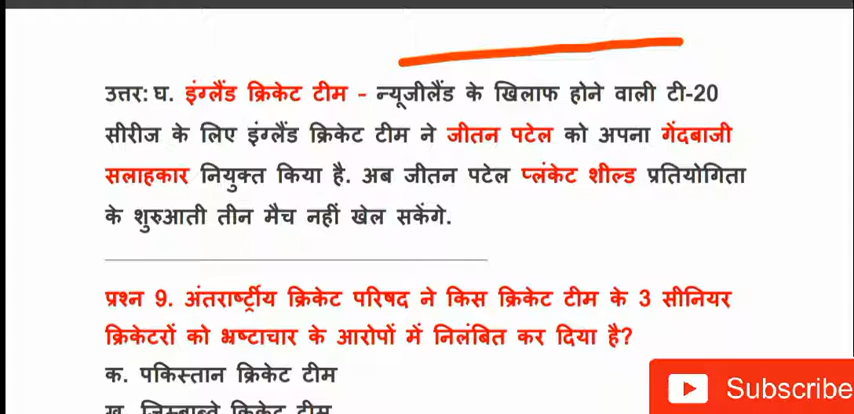 उत्तर: घ. इंग्लैंड क्रिकेट टीम - न्यूजीलैंड के खिलाफ होने वाली टी-20
सीरीज के लिए इंग्लैंड क्रिकेट टीम ने जीतन पटेल को अपना गेंदबाजी
सलाहकार नियुक्त किया है. अब जीतन पटेल प्लंकेट शील्ड प्रतियोगिता
के शुरुआती तीन मैच नहीं खेल सकेंगे.
प्रश्न 9. अंतरार्ष्ट्रीय क्रिकेट परिषद ने किस क्रिकेट टीम के 3 सीनियर
क्रिकेटरों को भ्रष्टाचार के आरोपों में निलंबित कर दिया है?
क. पकिस्तान क्रिकेट टीम
ख. जिम्बाब्वे क्रिकेट टीम
Subscribe